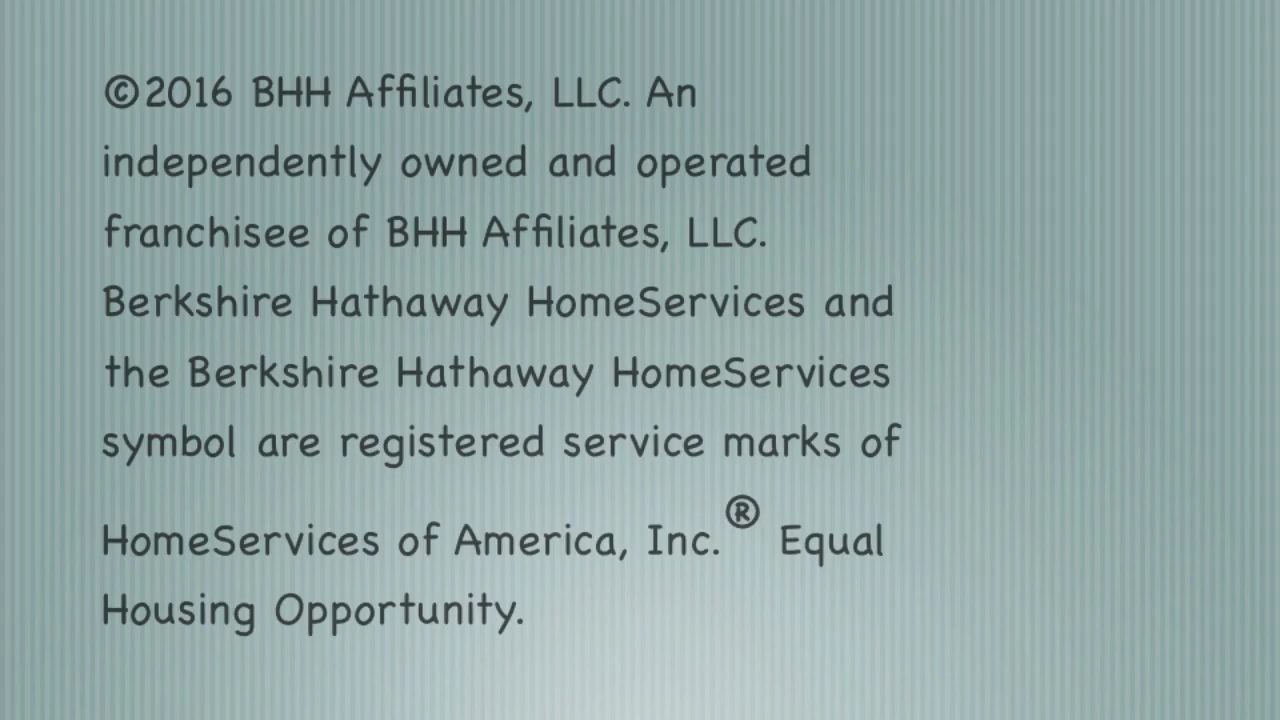 ©2016 BHH Affiliates, LLC. An
independently owned and operated
franchisee of BHH Affiliates, LLC.
Berkshire Hathaway HomeServices and
the Berkshire Hathaway HomeServices
symbol are registered service marks of
HomeServices of America, Inc.® Equal
Housing Opportunity.